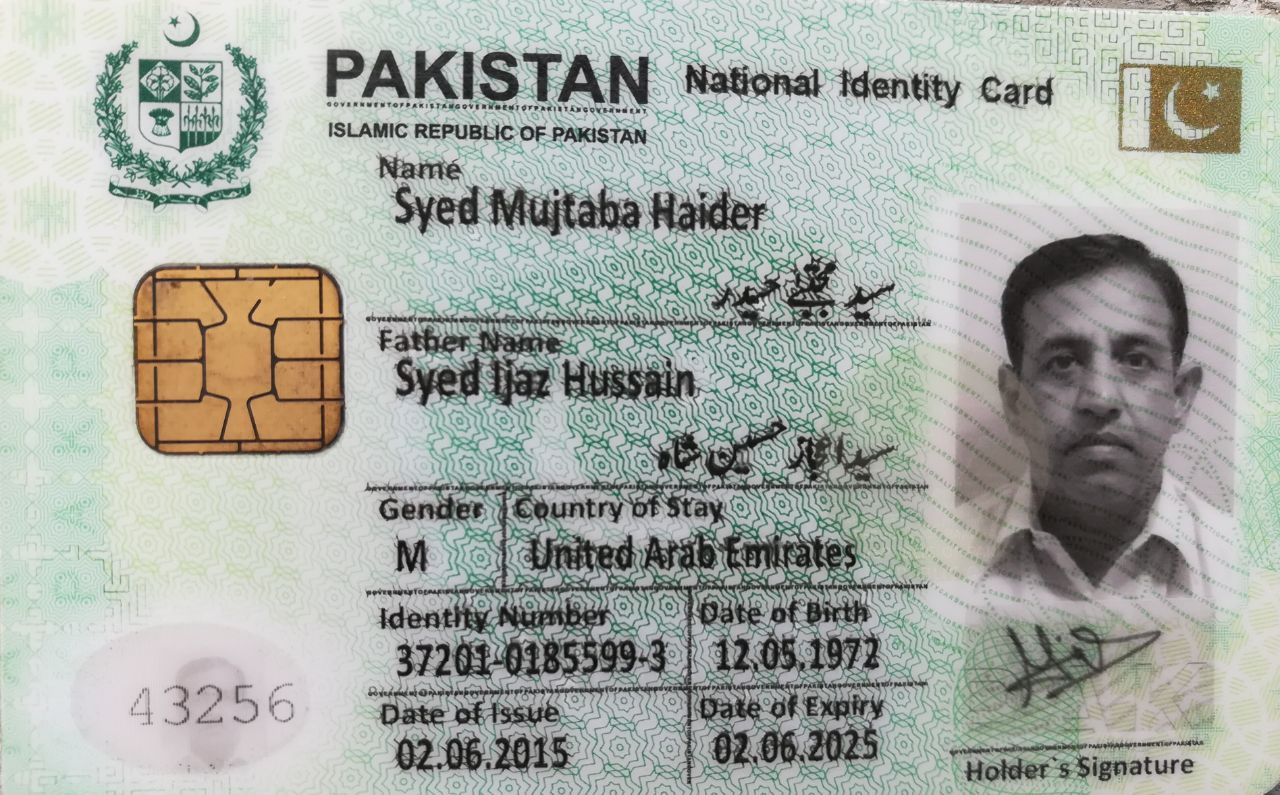 PAKISTAN National Identity Card
ISLAMIC REPUBLIC OF PAKISTAN
Name
Syed Mujtaba Haider
سید مجتبیٰ حیدر
Father Name
Syed Ijaz Hussain
سید اعجاز حسین شاہ
Gender Country of Stay
M United Arab Emirates
Identity Number Date of Birth
37201-0185599-3 12.05.1972
Date of Issue Date of Expiry
02.06.2015 02.06.2025
43256
Holder's Signature